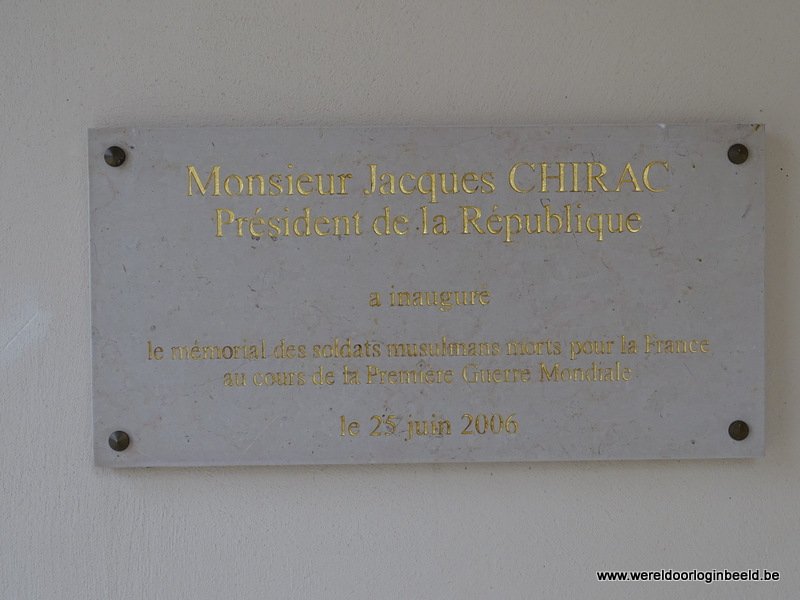 Monsieur Jacques CHIRAC
Président de la République
a inauguré
le mémorial des soldats musulmans morts pour la France
au cours de la Première Guerre Mondiale
le 25 juin 2006
www.wereldoorloginbeeld.be